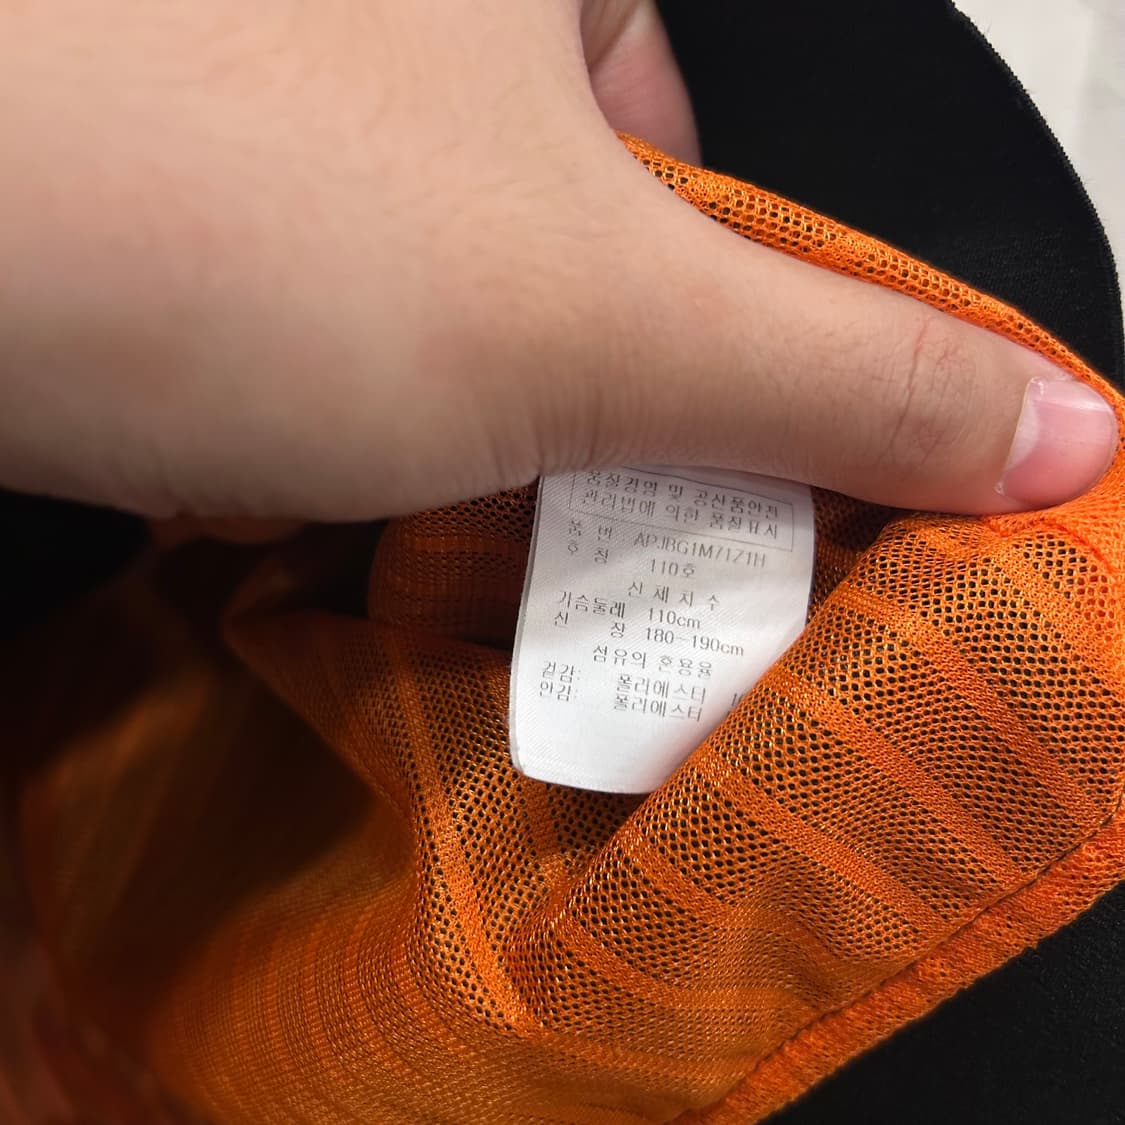 품질경영 및 공산품안전
관리법에 의한 품질표시
품 번 APJBG1M71Z1H
호 칭 110호
신 체 치 수
가슴둘레 110cm
신 장 180~190cm
섬유의 혼용율
겉감: 폴리에스터
안감: 폴리에스터